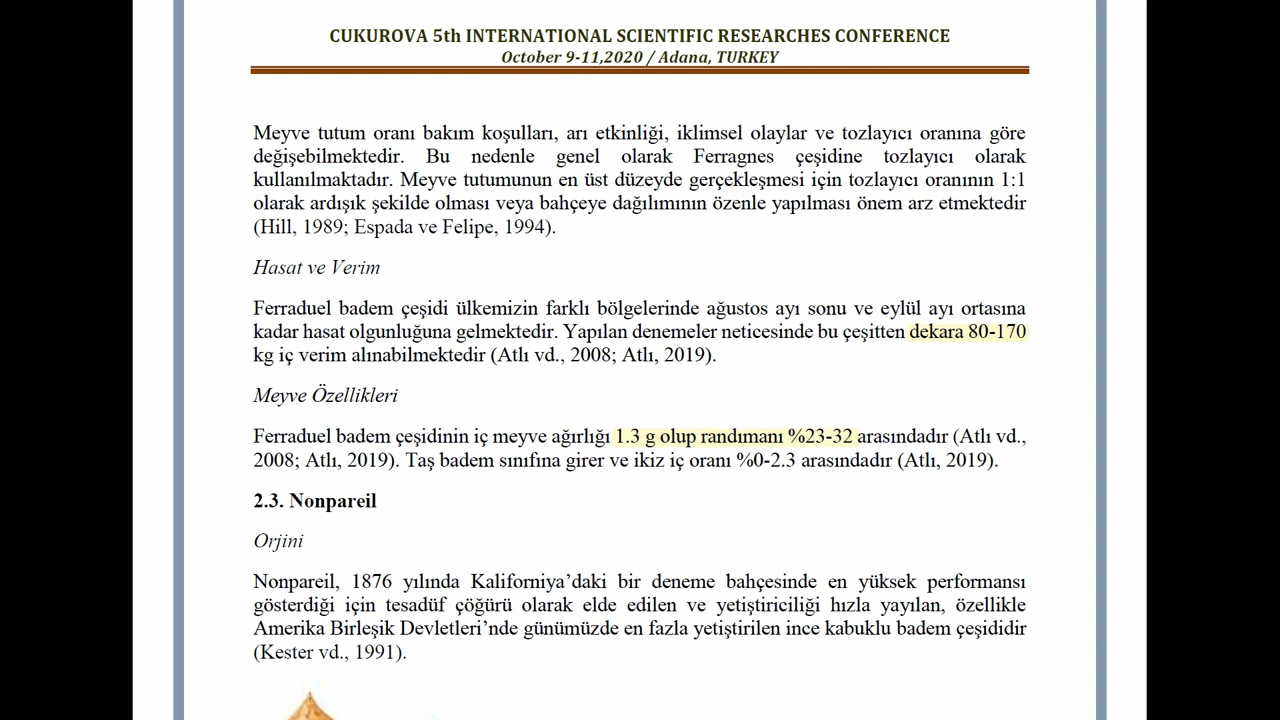 CUKUROVA 5th INTERNATIONAL SCIENTIFIC RESEARCHES CONFERENCE
October 9-11,2020 / Adana, TURKEY
Meyve tutum oranı bakım koşulları, arı etkinliği, iklimsel olaylar ve tozlayıcı oranına göre
değişebilmektedir. Bu nedenle genel olarak Ferragnes çeşidine tozlayıcı olarak
kullanılmaktadır. Meyve tutumunun en üst düzeyde gerçekleşmesi için tozlayıcı oranının 1:1
olarak ardışık şekilde olması veya bahçeye dağılımının özenle yapılması önem arz etmektedir
(Hill, 1989; Espada ve Felipe, 1994).
Hasat ve Verim
Ferraduel badem çeşidi ülkemizin farklı bölgelerinde ağustos ayı sonu ve eylül ayı ortasına
kadar hasat olgunluğuna gelmektedir. Yapılan denemeler neticesinde bu çeşitten dekara 80-170
kg iç verim alınabilmektedir (Atlı vd., 2008; Atlı, 2019).
Meyve Özellikleri
Ferraduel badem çeşidinin iç meyve ağırlığı 1.3 g olup randımanı %23-32 arasındadır (Atlı vd.,
2008; Atlı, 2019). Taş badem sınıfına girer ve ikiz iç oranı %0-2.3 arasındadır (Atlı, 2019).
2.3. Nonpareil
Orjini
Nonpareil, 1876 yılında Kaliforniya’daki bir deneme bahçesinde en yüksek performansı
gösterdiği için tesadüf çöğürü olarak elde edilen ve yetiştiriciliği hızla yayılan, özellikle
Amerika Birleşik Devletleri’nde günümüzde en fazla yetiştirilen ince kabuklu badem çeşididir
(Kester vd., 1991).